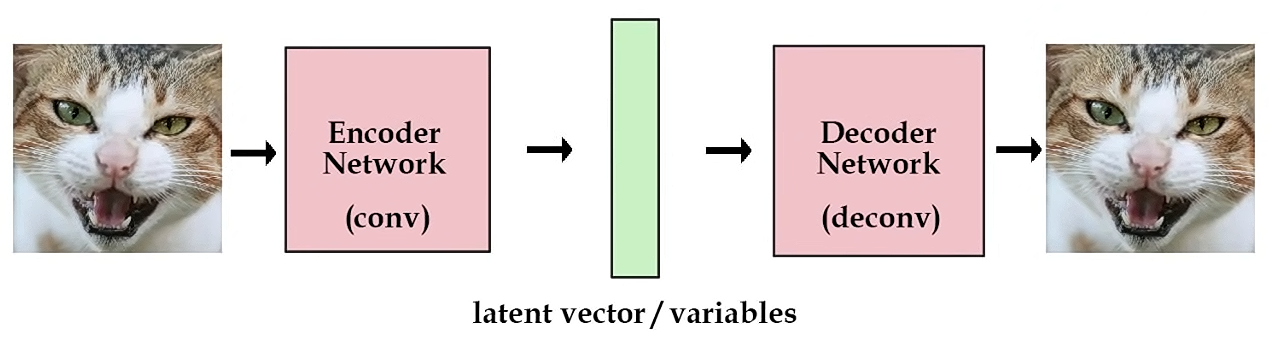 Encoder
Network
(conv)
Decoder
Network
(deconv)
latent vector / variables